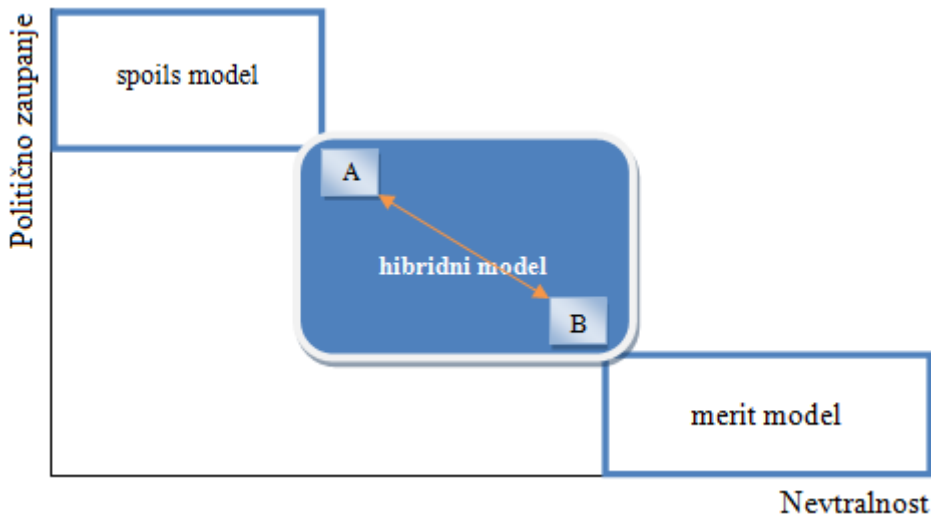 Politično zaupanje
spoils model
A
hibridni model
B
merit model
Nevtralnost